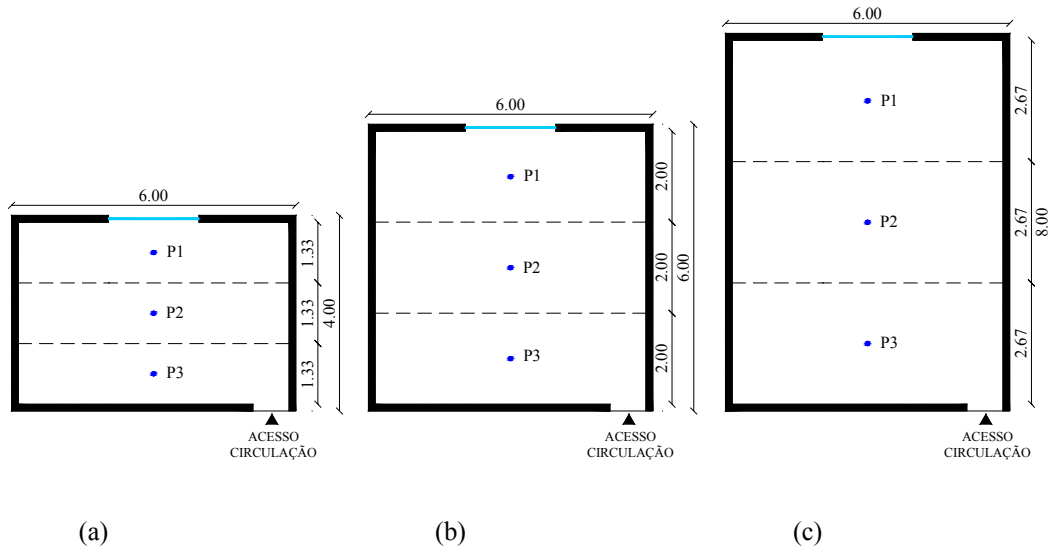 6.00
P1
P2
P3
1.33
1.33
1.33
4.00
ACESSO
CIRCULAÇÃO
(a)
6.00
P1
P2
P3
2.00
2.00
2.00
6.00
ACESSO
CIRCULAÇÃO
(b)
6.00
P1
P2
P3
2.67
2.67
2.67
8.00
ACESSO
CIRCULAÇÃO
(c)